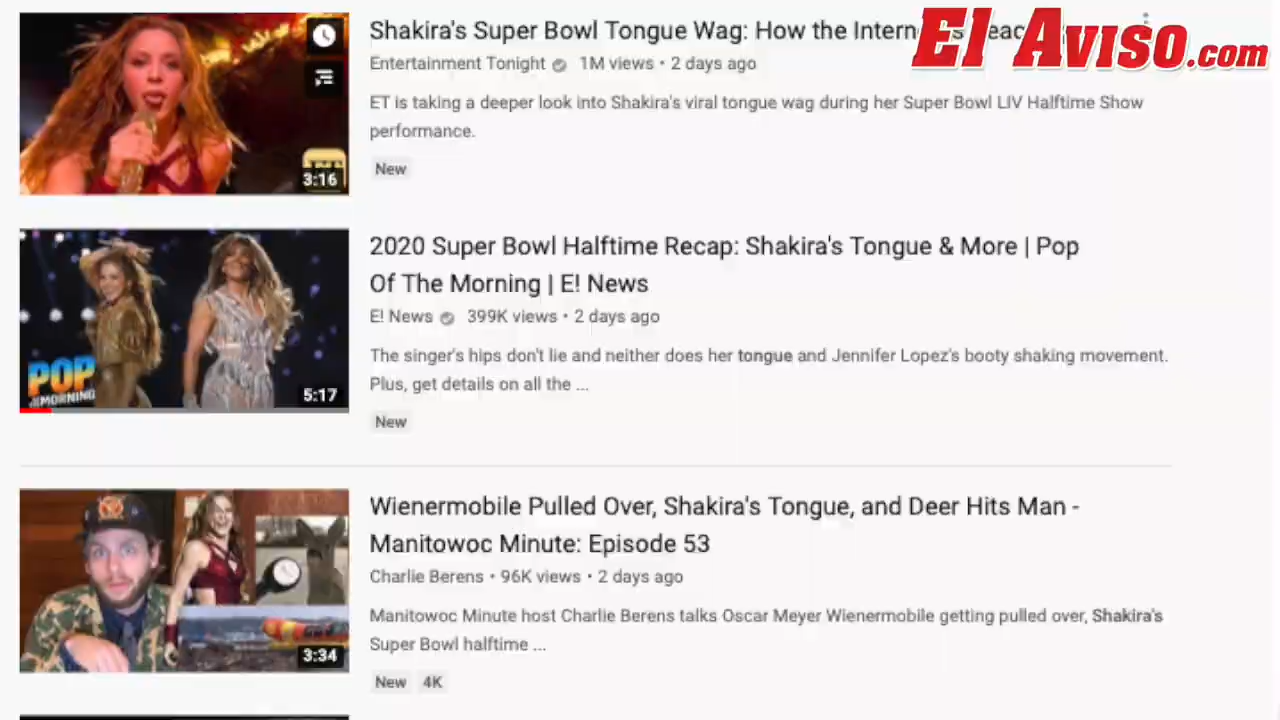 Shakira's Super Bowl Tongue Wag: How the Intern
El Aviso.com
Entertainment Tonight 1M views • 2 days ago
ET is taking a deeper look into Shakira's viral tongue wag during her Super Bowl LIV Halftime Show
performance.
3:16
New
2020 Super Bowl Halftime Recap: Shakira's Tongue & More | Pop
Of The Morning | E! News
E! News 399K views • 2 days ago
The singer's hips don't lie and neither does her tongue and Jennifer Lopez's booty shaking movement.
Plus, get details on all the ...
POP
MORNING
5:17
New
Wienermobile Pulled Over, Shakira's Tongue, and Deer Hits Man -
Manitowoc Minute: Episode 53
Charlie Berens • 96K views • 2 days ago
Manitowoc Minute host Charlie Berens talks Oscar Meyer Wienermobile getting pulled over, Shakira's
Super Bowl halftime ...
3:34
New 4K